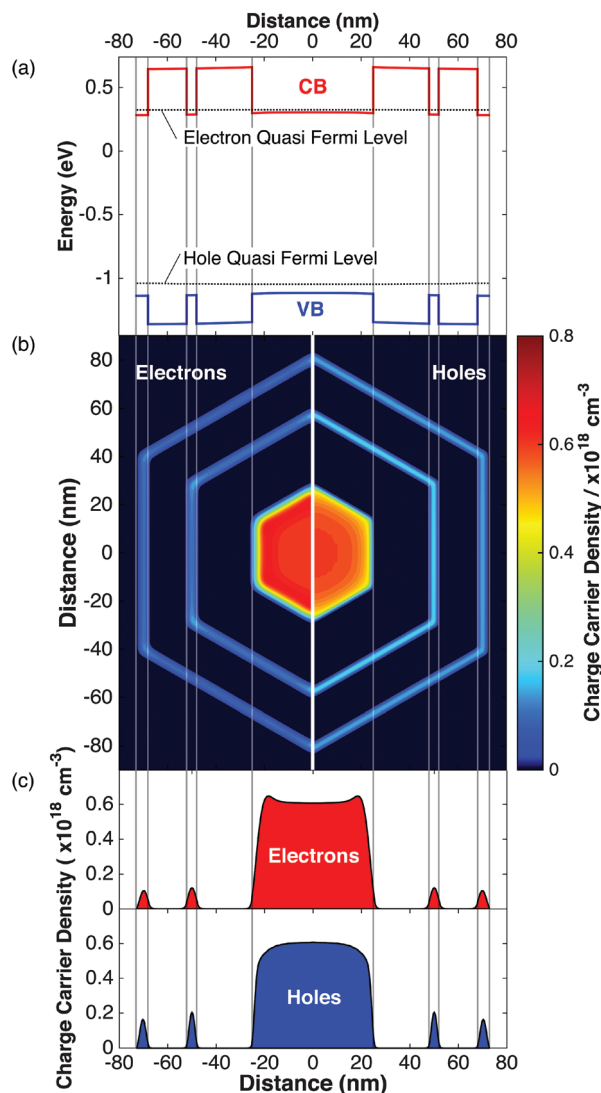 Distance (nm)
-80 -60 -40 -20 0 20 40 60 80
(a)
0.5
0
-0.5
-1
Energy (eV)
CB
Electron Quasi Fermi Level
Hole Quasi Fermi Level
VB
(b)
Electrons
Holes
80
60
40
20
0
-20
-40
-60
-80
Distance (nm)
0.8
0.6
0.4
0.2
0
Charge Carrier Density / x10¹⁸ cm⁻³
(c)
Charge Carrier Density ( x10¹⁸ cm⁻³)
0.6
0.4
0.2
0
Electrons
0.6
0.4
0.2
0
Holes
-80 -60 -40 -20 0 20 40 60 80
Distance (nm)